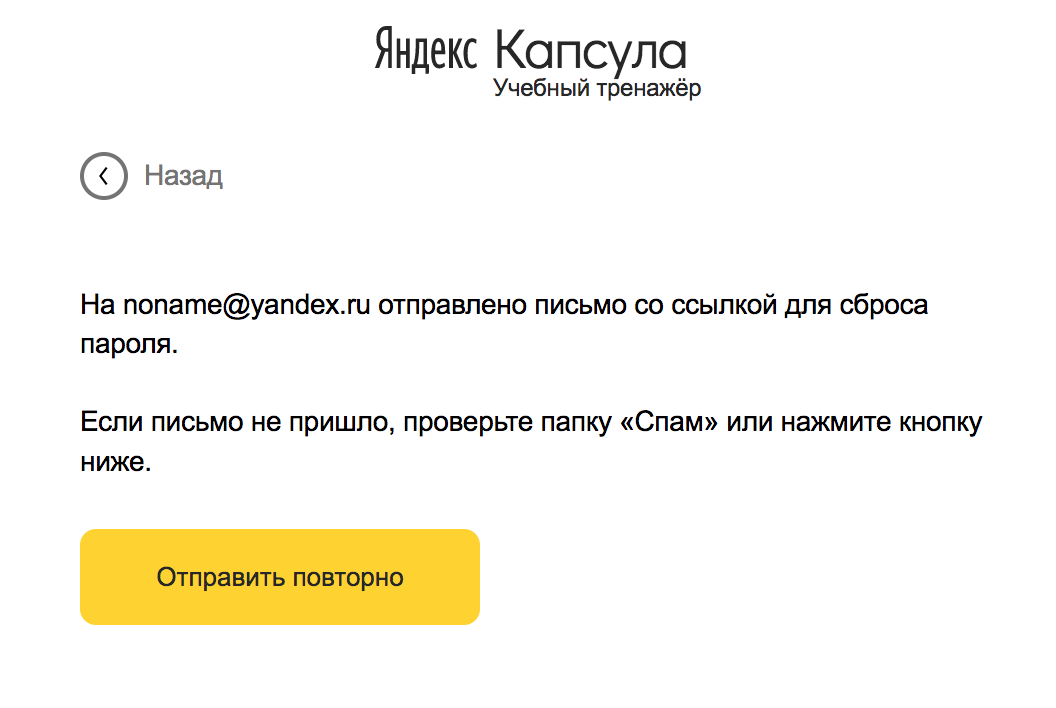 Яндекс Капсула
Учебный тренажёр
Назад
На noname@yandex.ru отправлено письмо со ссылкой для сброса
пароля.
Если письмо не пришло, проверьте папку «Спам» или нажмите кнопку
ниже.
Отправить повторно